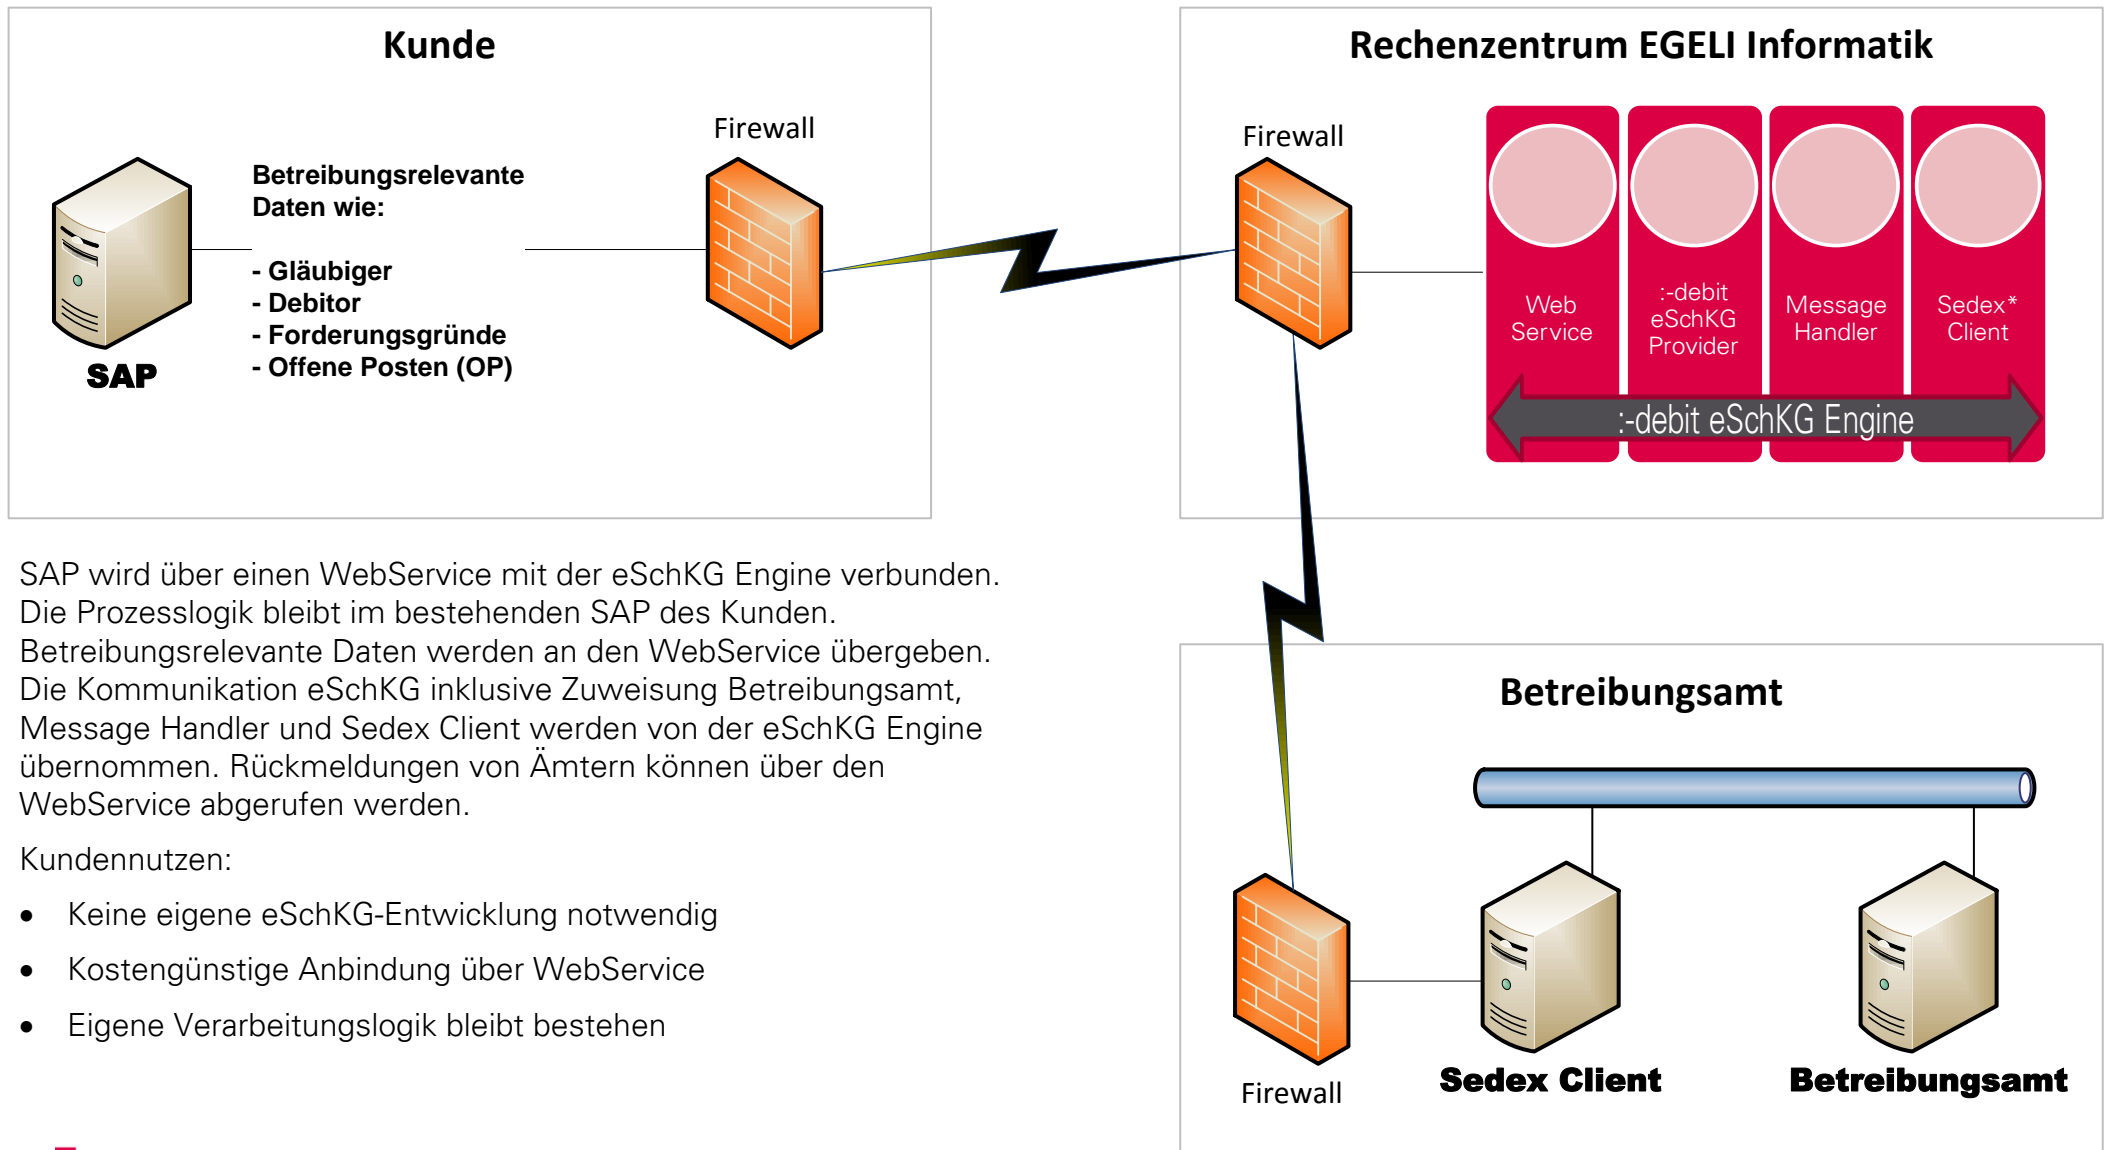 Kunde
Firewall
Betreibungsrelevante
Daten wie:
- Gläubiger
- Debitor
- Forderungsgründe
- Offene Posten (OP)
SAP
Rechenzentrum EGELI Informatik
Firewall
Web
Service
:-debit
eSchKG
Provider
Message
Handler
Sedex*
Client
:-debit eSchKG Engine
SAP wird über einen WebService mit der eSchKG Engine verbunden.
Die Prozesslogik bleibt im bestehenden SAP des Kunden.
Betreibungsrelevante Daten werden an den WebService übergeben.
Die Kommunikation eSchKG inklusive Zuweisung Betreibungsamt,
Message Handler und Sedex Client werden von der eSchKG Engine
übernommen. Rückmeldungen von Ämtern können über den
WebService abgerufen werden.
Kundennutzen:
• Keine eigene eSchKG-Entwicklung notwendig
• Kostengünstige Anbindung über WebService
• Eigene Verarbeitungslogik bleibt bestehen
Betreibungsamt
Firewall
Sedex Client
Betreibungsamt